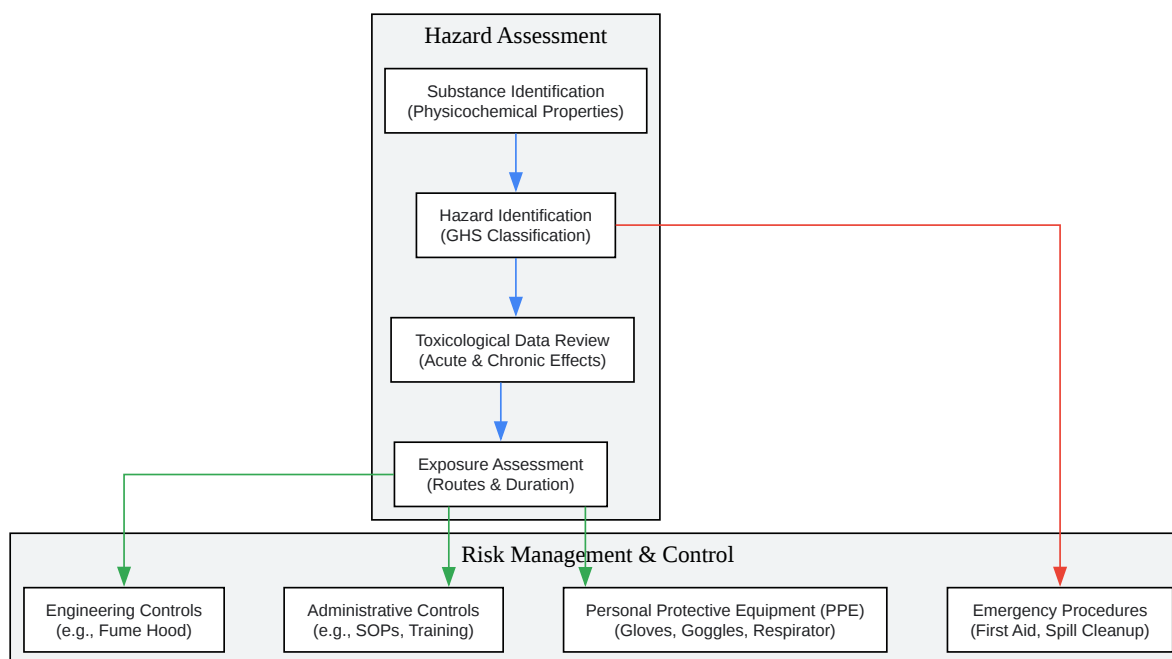 Hazard Assessment
Substance Identification
(Physicochemical Properties)
Hazard Identification
(GHS Classification)
Toxicological Data Review
(Acute & Chronic Effects)
Exposure Assessment
(Routes & Duration)
Risk Management & Control
Engineering Controls
(e.g., Fume Hood)
Administrative Controls
(e.g., SOPs, Training)
Personal Protective Equipment (PPE)
(Gloves, Goggles, Respirator)
Emergency Procedures
(First Aid, Spill Cleanup)